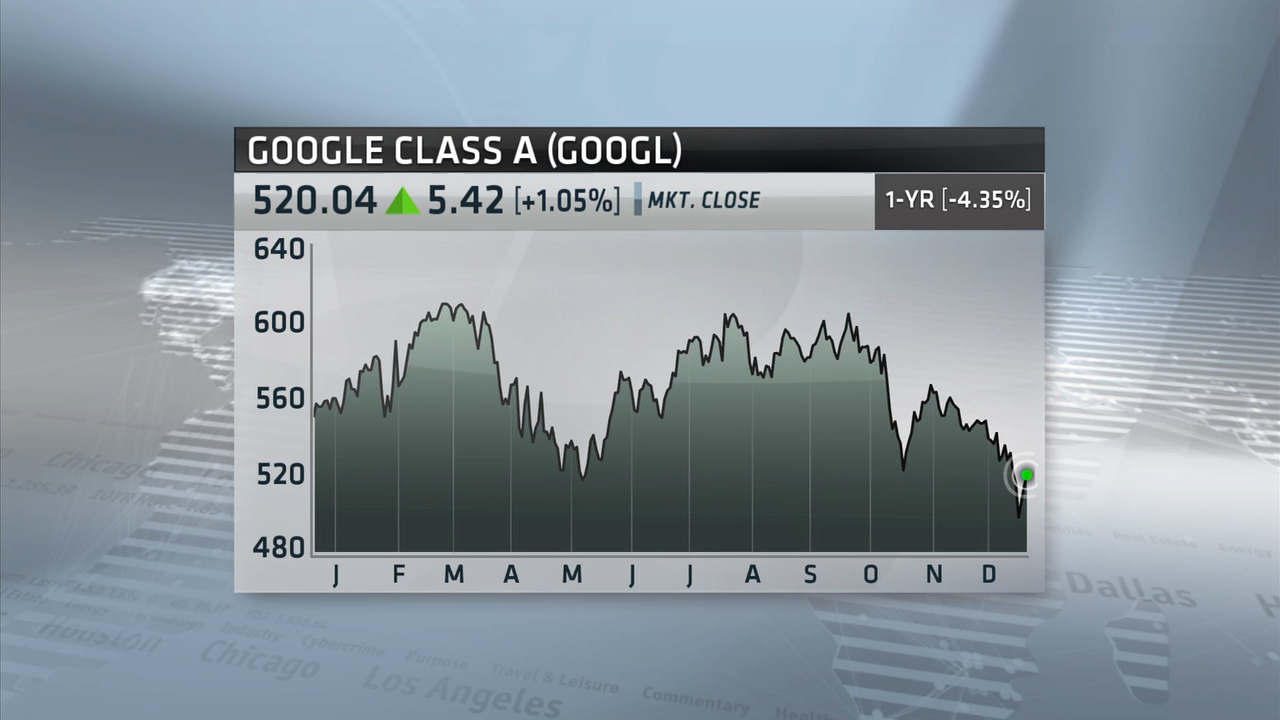 GOOGLE CLASS A (GOOGL)
520.04 5.42 [+1.05%] MKT. CLOSE 1-YR [-4.35%]
640
600
560
520
480
J F M A M J J A S O N D
Chicago
Real Estate Energy
Dallas
Houston
Industry Cybercrime Purpose Travel & Leisure Commentary
Chicago Los Angeles